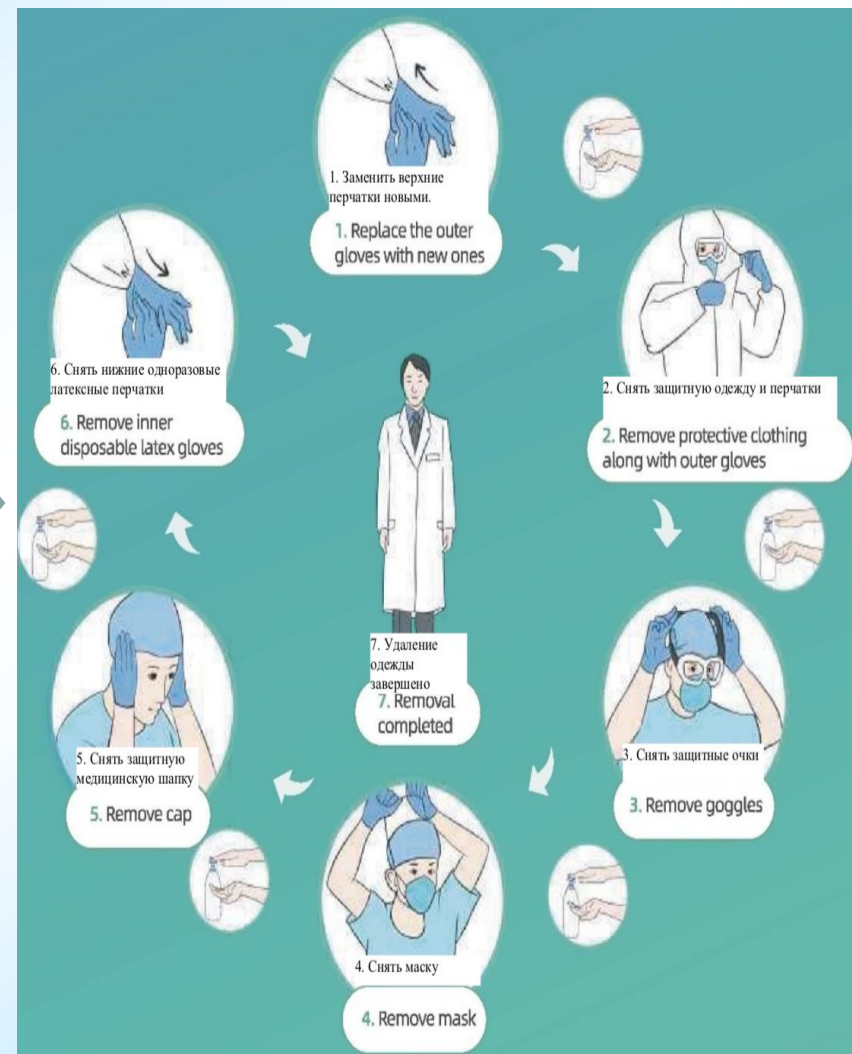 1. Заменить верхние
перчатки новыми.
1. Replace the outer
gloves with new ones
2. Снять защитную одежду и перчатки
2. Remove protective clothing
along with outer gloves
3. Снять защитные очки
3. Remove goggles
4. Снять маску
4. Remove mask
5. Снять защитную
медицинскую шапку
5. Remove cap
6. Снять нижние одноразовые
латексные перчатки
6. Remove inner
disposable latex gloves
7. Удаление
одежды
завершено
7. Removal
completed